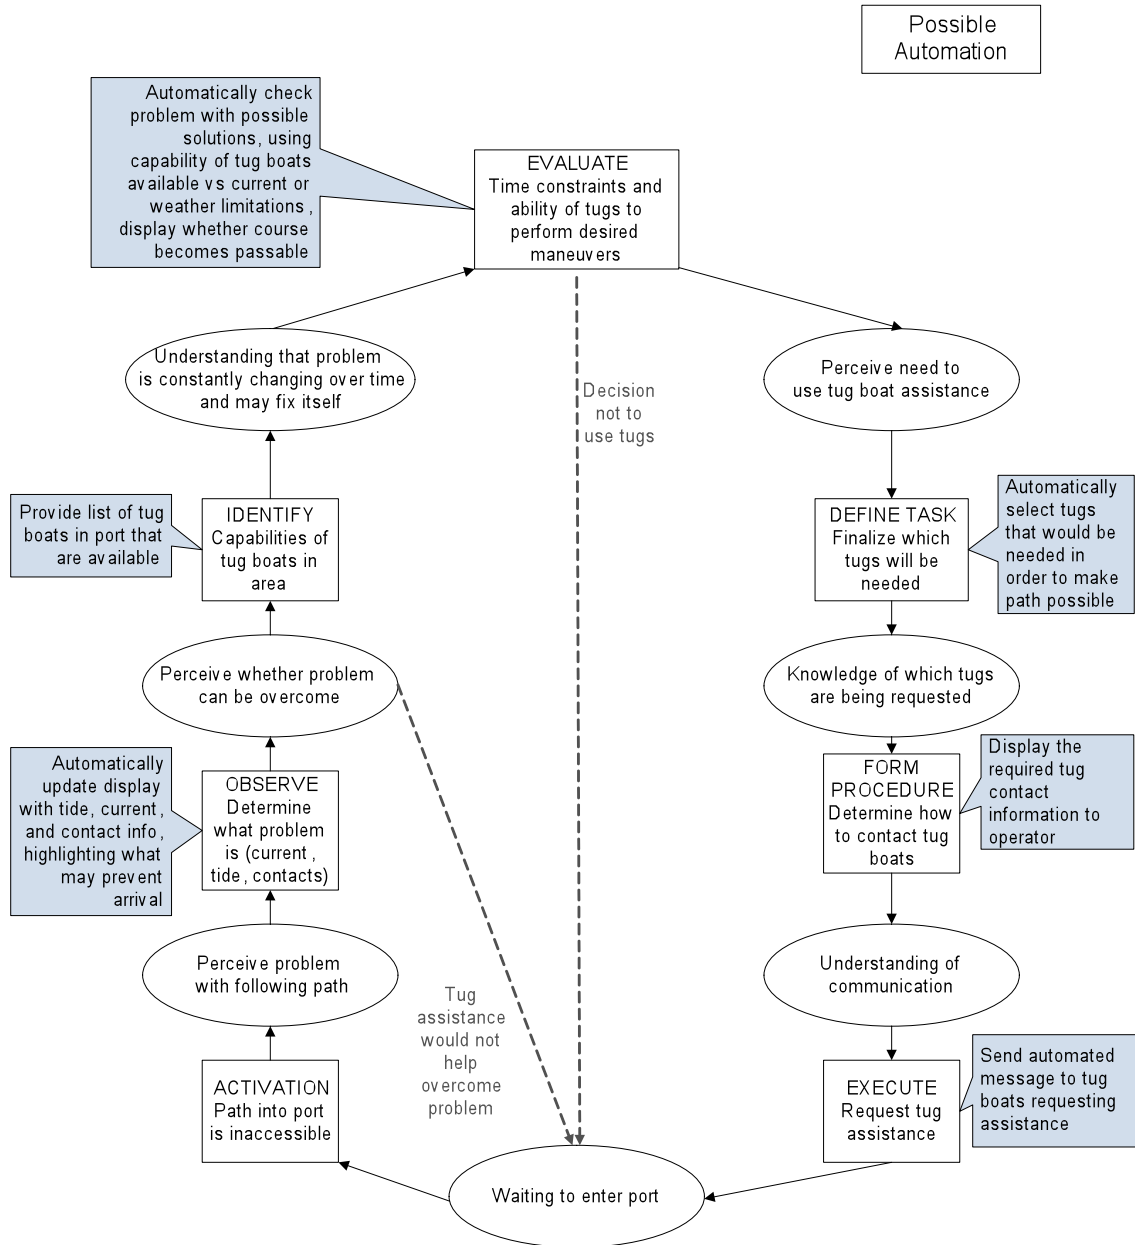 Possible
Automation
Automatically check
problem with possible
solutions, using
capability of tug boats
available vs current or
weather limitations,
display whether course
becomes passable
EVALUATE
Time constraints and
ability of tugs to
perform desired
maneuvers
Understanding that problem
is constantly changing over time
and may fix itself
Decision
not to
use tugs
Perceive need to
use tug boat assistance
Provide list of tug
boats in port that
are available
IDENTIFY
Capabilities of
tug boats in
area
DEFINE TASK
Finalize which
tugs will be
needed
Automatically
select tugs
that would be
needed in
order to make
path possible
Perceive whether problem
can be overcome
Knowledge of which tugs
are being requested
Automatically
update display
with tide, current,
and contact info,
highlighting what
may prevent
arrival
OBSERVE
Determine
what problem
is (current,
tide, contacts)
FORM
PROCEDURE
Determine how
to contact tug
boats
Display the
required tug
contact
information to
operator
Perceive problem
with following path
Understanding of
communication
Tug
assistance
would not
help
overcome
problem
ACTIVATION
Path into port
is inaccessible
EXECUTE
Request tug
assistance
Send automated
message to tug
boats requesting
assistance
Waiting to enter port